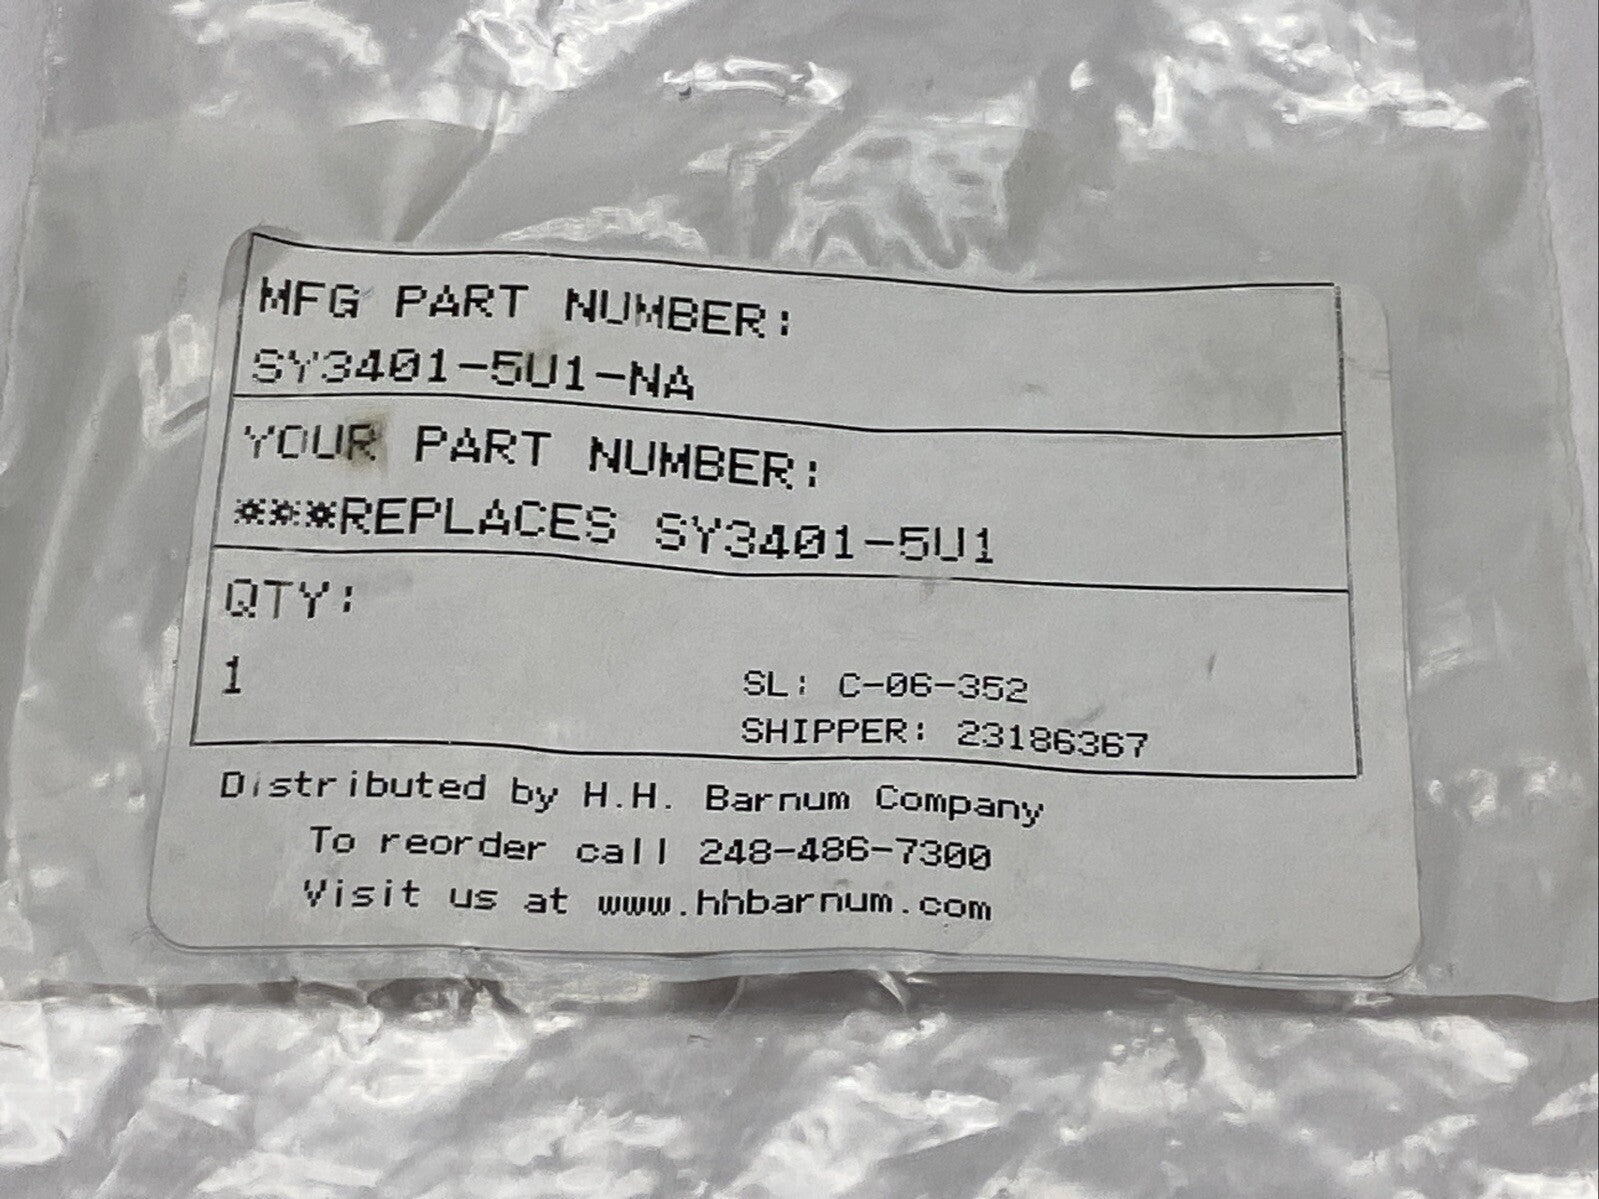 MFG PART NUMBER:
SY3401-5U1-NA
YOUR PART NUMBER:
***REPLACES SY3401-5U1
QTY:
1
SL: C-06-352
SHIPPER: 23186367
Distributed by H.H. Barnum Company
To reorder call 248-486-7300
Visit us at www.hhbarnum.com